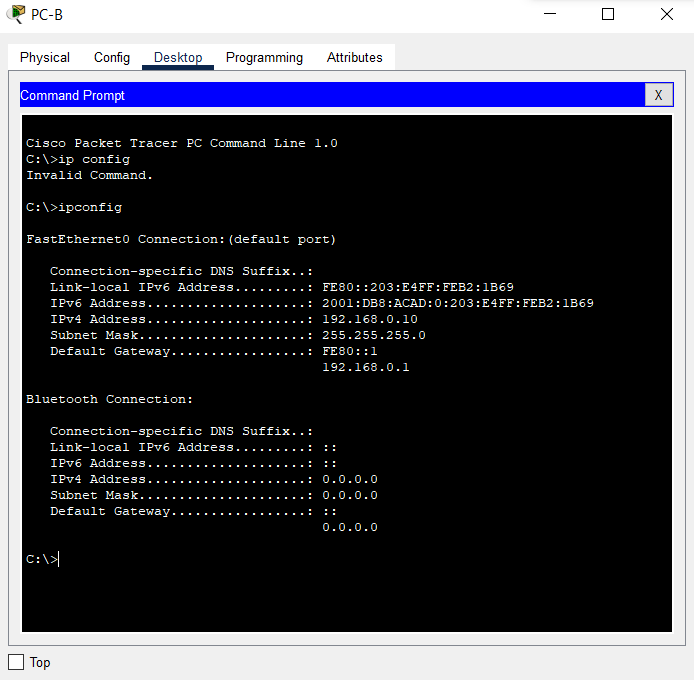 PC-B
Physical Config Desktop Programming Attributes
Command Prompt X
Cisco Packet Tracer PC Command Line 1.0
C:\>ip config
Invalid Command.
C:\>ipconfig
FastEthernet0 Connection:(default port)
Connection-specific DNS Suffix..:
Link-local IPv6 Address.........: FE80::203:E4FF:FEB2:1B69
IPv6 Address....................: 2001:DB8:ACAD:0:203:E4FF:FEB2:1B69
IPv4 Address....................: 192.168.0.10
Subnet Mask.....................: 255.255.255.0
Default Gateway.................: FE80::1
192.168.0.1
Bluetooth Connection:
Connection-specific DNS Suffix..:
Link-local IPv6 Address.........: ::
IPv6 Address....................: ::
IPv4 Address....................: 0.0.0.0
Subnet Mask.....................: 0.0.0.0
Default Gateway.................: ::
0.0.0.0
C:\>
Top